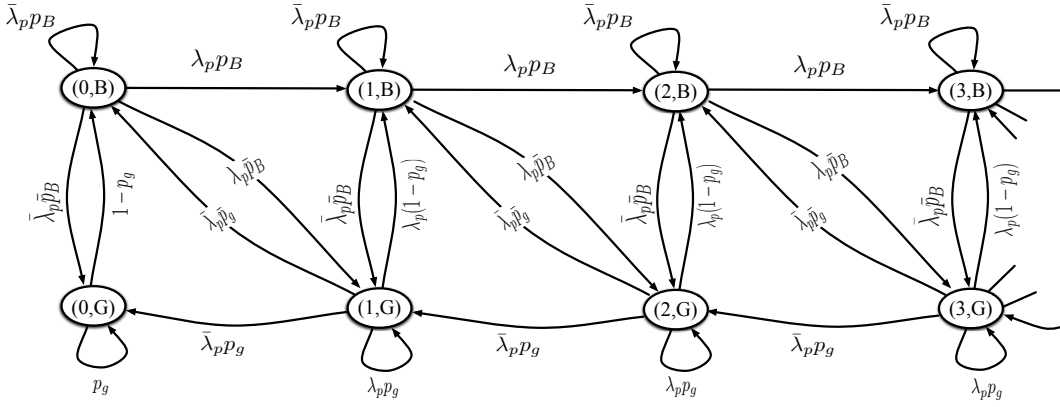 λ̄ₚp_B λ̄ₚp_B λ̄ₚp_B λ̄ₚp_B
λₚp_B λₚp_B λₚp_B
(0,B) (1,B) (2,B) (3,B)
λ̄ₚp̄_B 1−p_g λₚp̄_B λ̄ₚp̄_g λ̄ₚp̄_B λₚ(1−p_g) λₚp̄_B λ̄ₚp̄_g λ̄ₚp̄_B λₚ(1−p_g) λₚp̄_B λ̄ₚp̄_g λ̄ₚp̄_B λₚ(1−p_g)
(0,G) (1,G) (2,G) (3,G)
λ̄ₚp_g λ̄ₚp_g λ̄ₚp_g
p_g λₚp_g λₚp_g λₚp_g